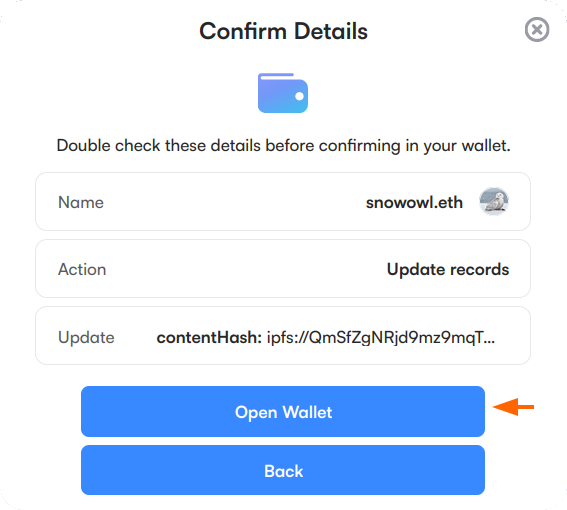 Confirm Details
Double check these details before confirming in your wallet.
Name snowowl.eth
Action Update records
Update contentHash: ipfs://QmSfZgNRjd9mz9mqT...
Open Wallet
Back